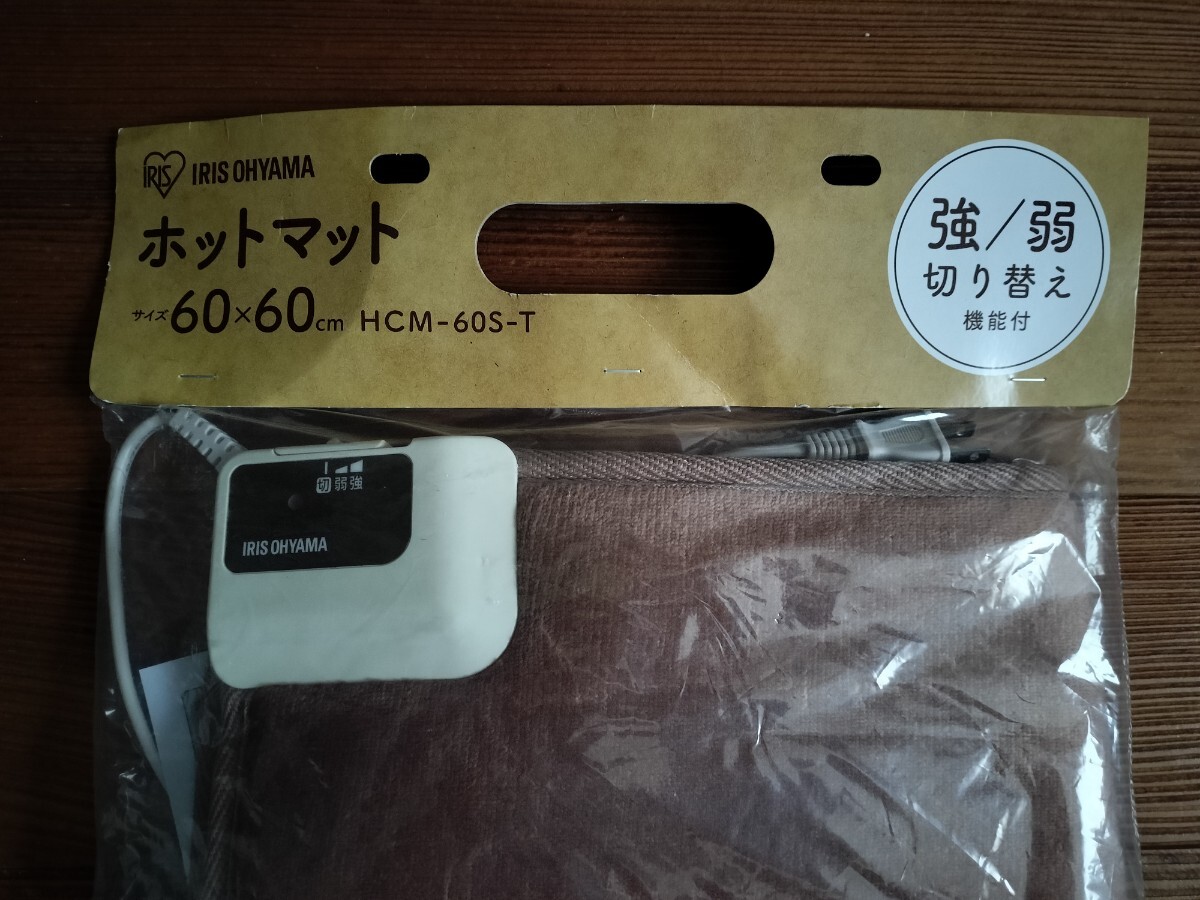 IRIS IRIS OHYAMA
ホットマット
サイズ60×60cm HCM-60S-T
強/弱
切り替え
機能付
切 弱 強
IRIS OHYAMA